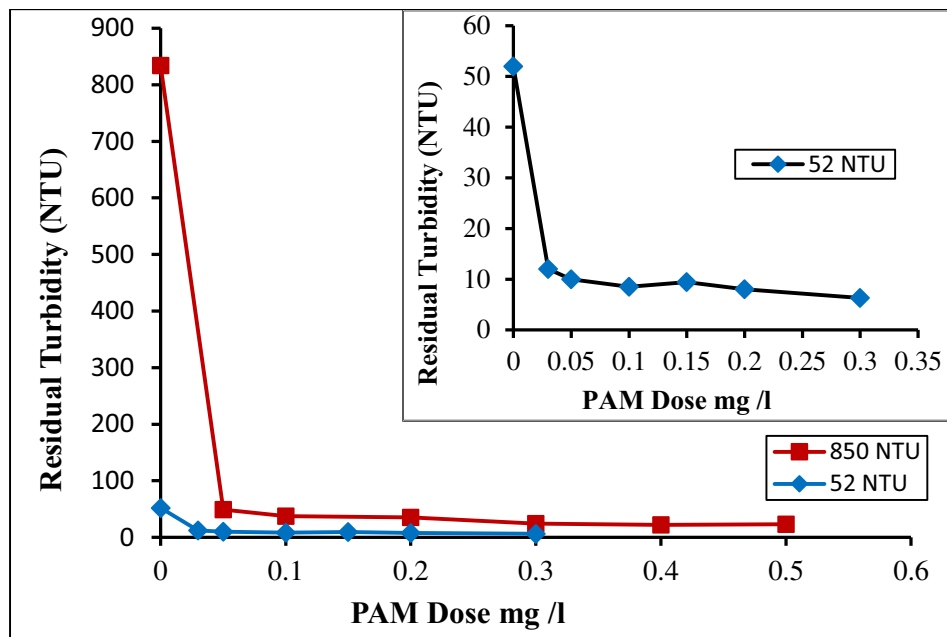 900
800
700
600
500
400
300
200
100
0
Residual Turbidity (NTU)
0 0.1 0.2 0.3 0.4 0.5 0.6
PAM Dose mg /l
850 NTU
52 NTU
60
50
40
30
20
10
0
Residual Turbidity (NTU)
0 0.05 0.1 0.15 0.2 0.25 0.3 0.35
PAM Dose mg /l
52 NTU